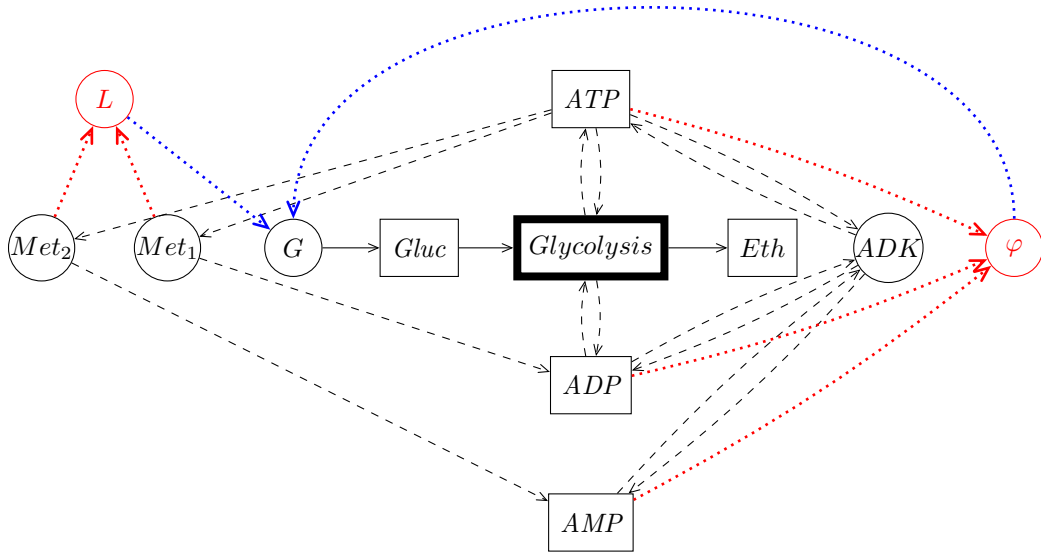 L
ATP
Met₂
Met₁
G
Gluc
Glycolysis
Eth
ADK
φ
ADP
AMP